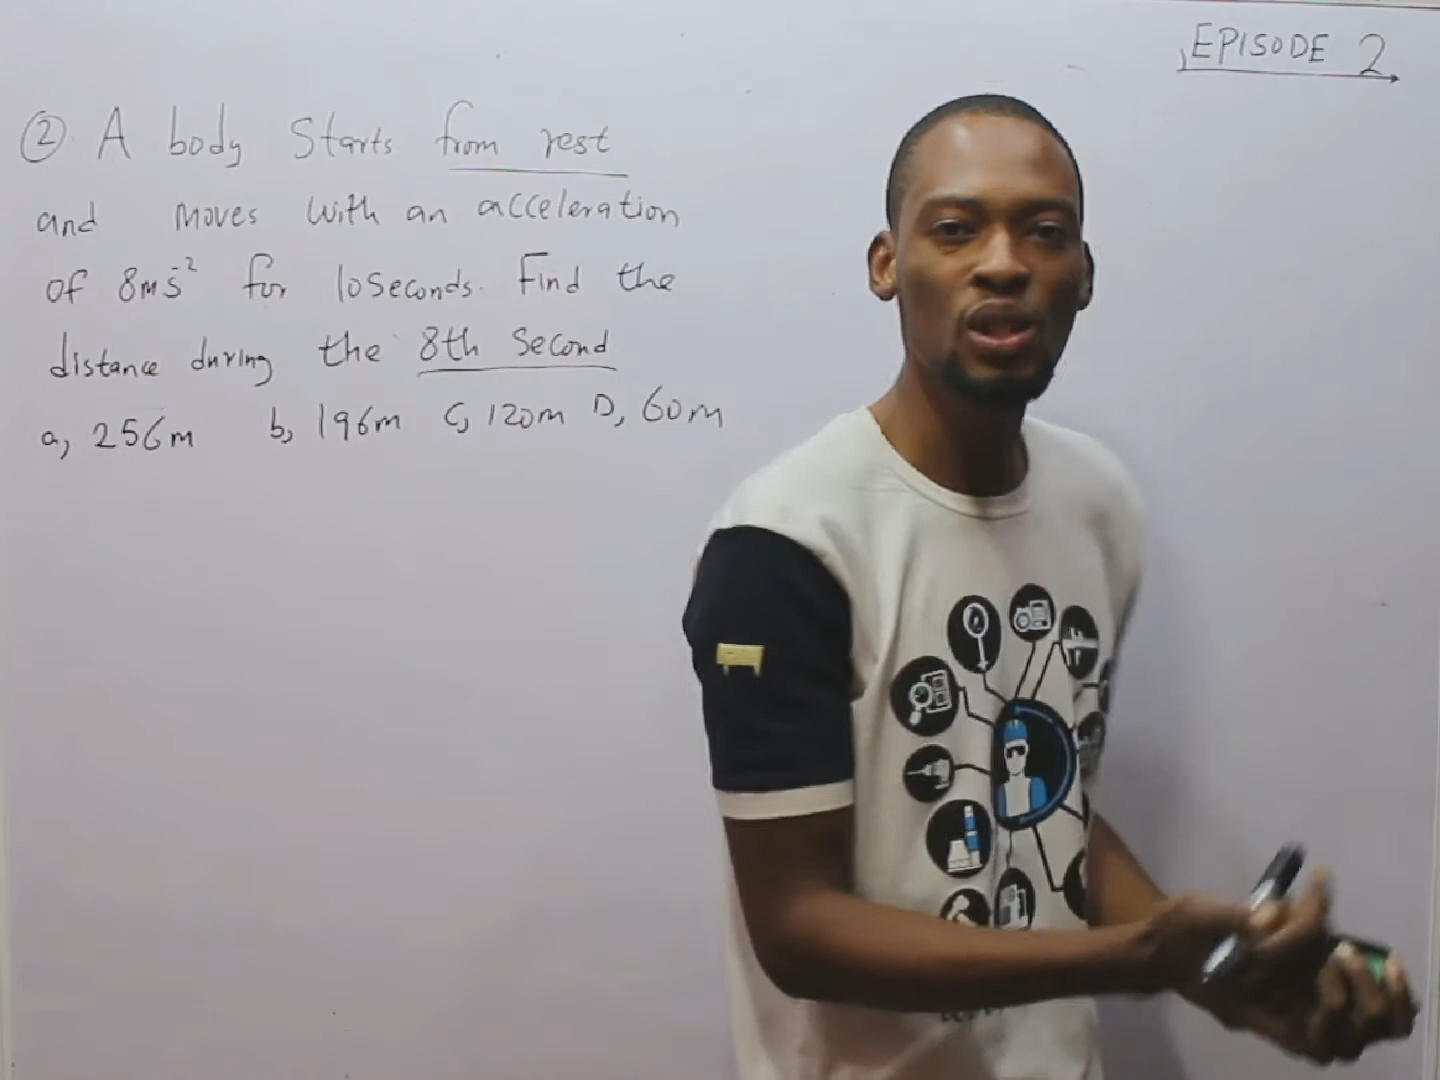 EPISODE 2
② A body starts from rest
and moves with an acceleration
of 8ms⁻² for 10seconds. Find the
distance during the 8th second
a, 256m b, 196m C, 120m D, 60m